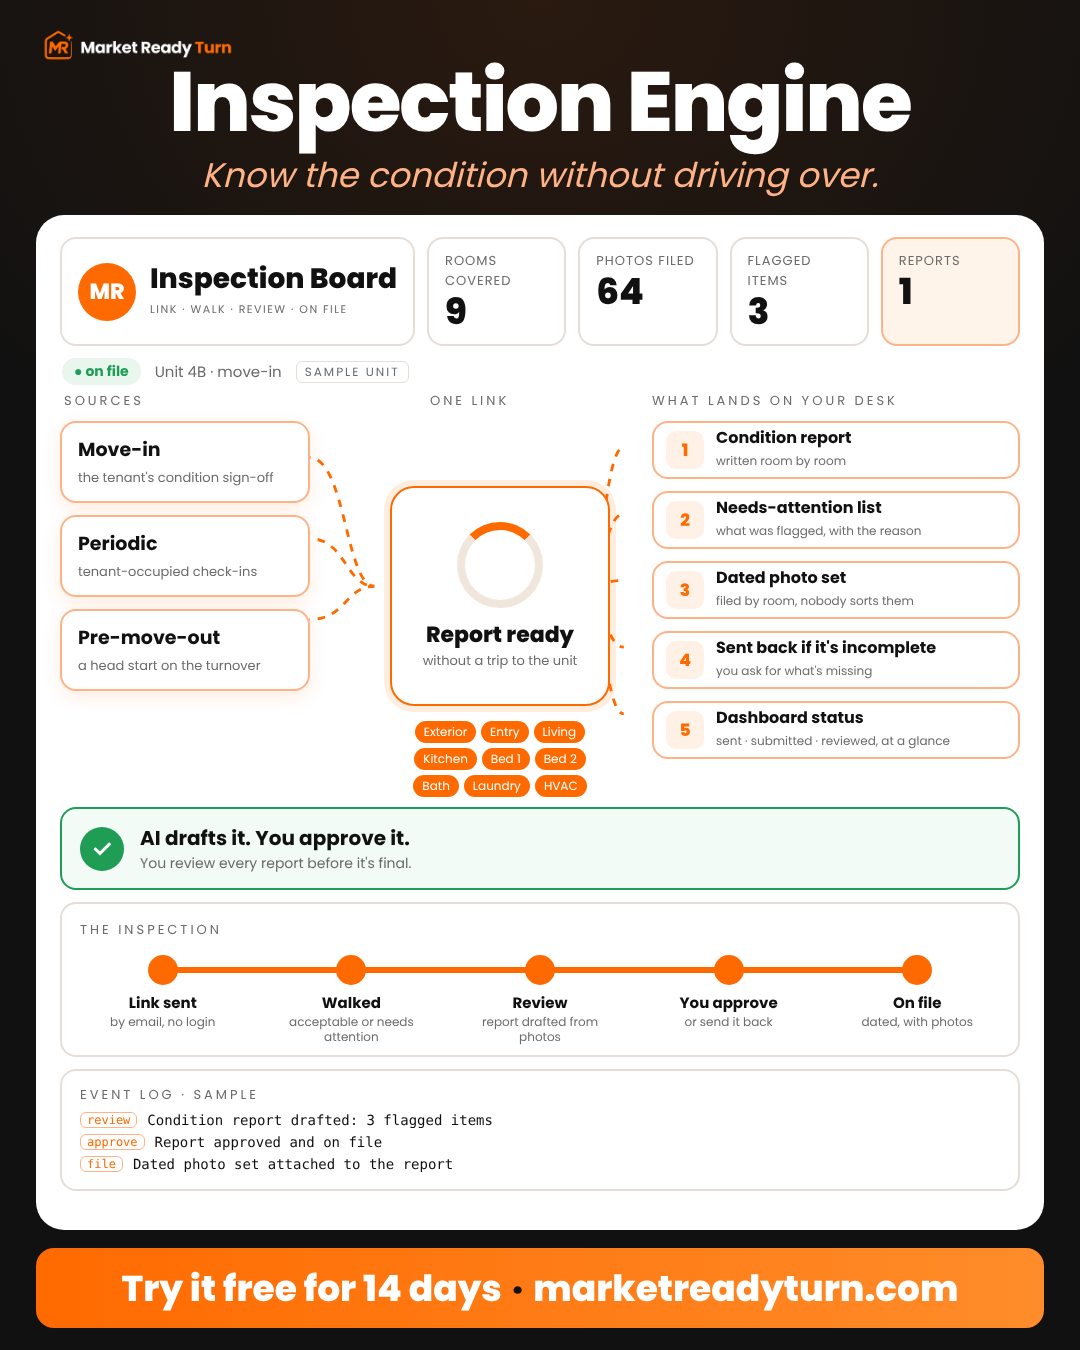 MR Market Ready Turn
Inspection Engine
Know the condition without driving over.
MR
Inspection Board
LINK · WALK · REVIEW · ON FILE
ROOMS
COVERED
9
PHOTOS FILED
64
FLAGGED
ITEMS
3
REPORTS
1
● on file
Unit 4B · move-in
SAMPLE UNIT
SOURCES
Move-in
the tenant's condition sign-off
Periodic
tenant-occupied check-ins
Pre-move-out
a head start on the turnover
ONE LINK
Report ready
without a trip to the unit
Exterior Entry Living
Kitchen Bed 1 Bed 2
Bath Laundry HVAC
WHAT LANDS ON YOUR DESK
1
Condition report
written room by room
2
Needs-attention list
what was flagged, with the reason
3
Dated photo set
filed by room, nobody sorts them
4
Sent back if it's incomplete
you ask for what's missing
5
Dashboard status
sent · submitted · reviewed, at a glance
AI drafts it. You approve it.
You review every report before it's final.
THE INSPECTION
Link sent
by email, no login
Walked
acceptable or needs
attention
Review
report drafted from
photos
You approve
or send it back
On file
dated, with photos
EVENT LOG · SAMPLE
review Condition report drafted: 3 flagged items
approve Report approved and on file
file Dated photo set attached to the report
Try it free for 14 days • marketreadyturn.com